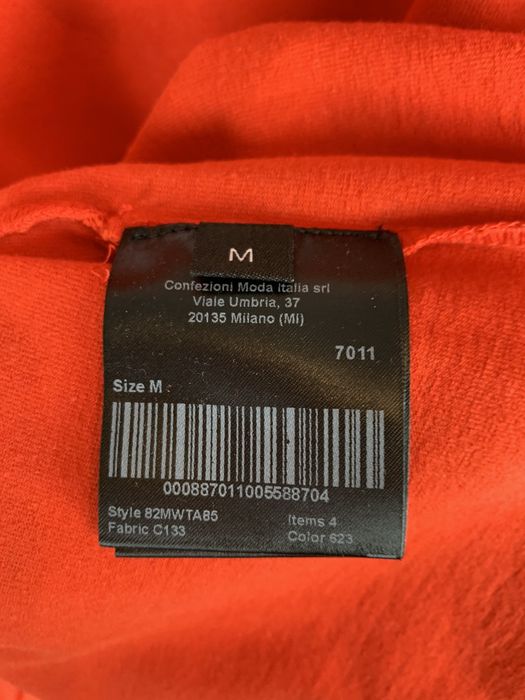 M
Confezioni Moda Italia srl
Viale Umbria, 37
20135 Milano (MI)
7011
Size M
000887011005588704
Style 82MWTA85 Items 4
Fabric C133 Color 623